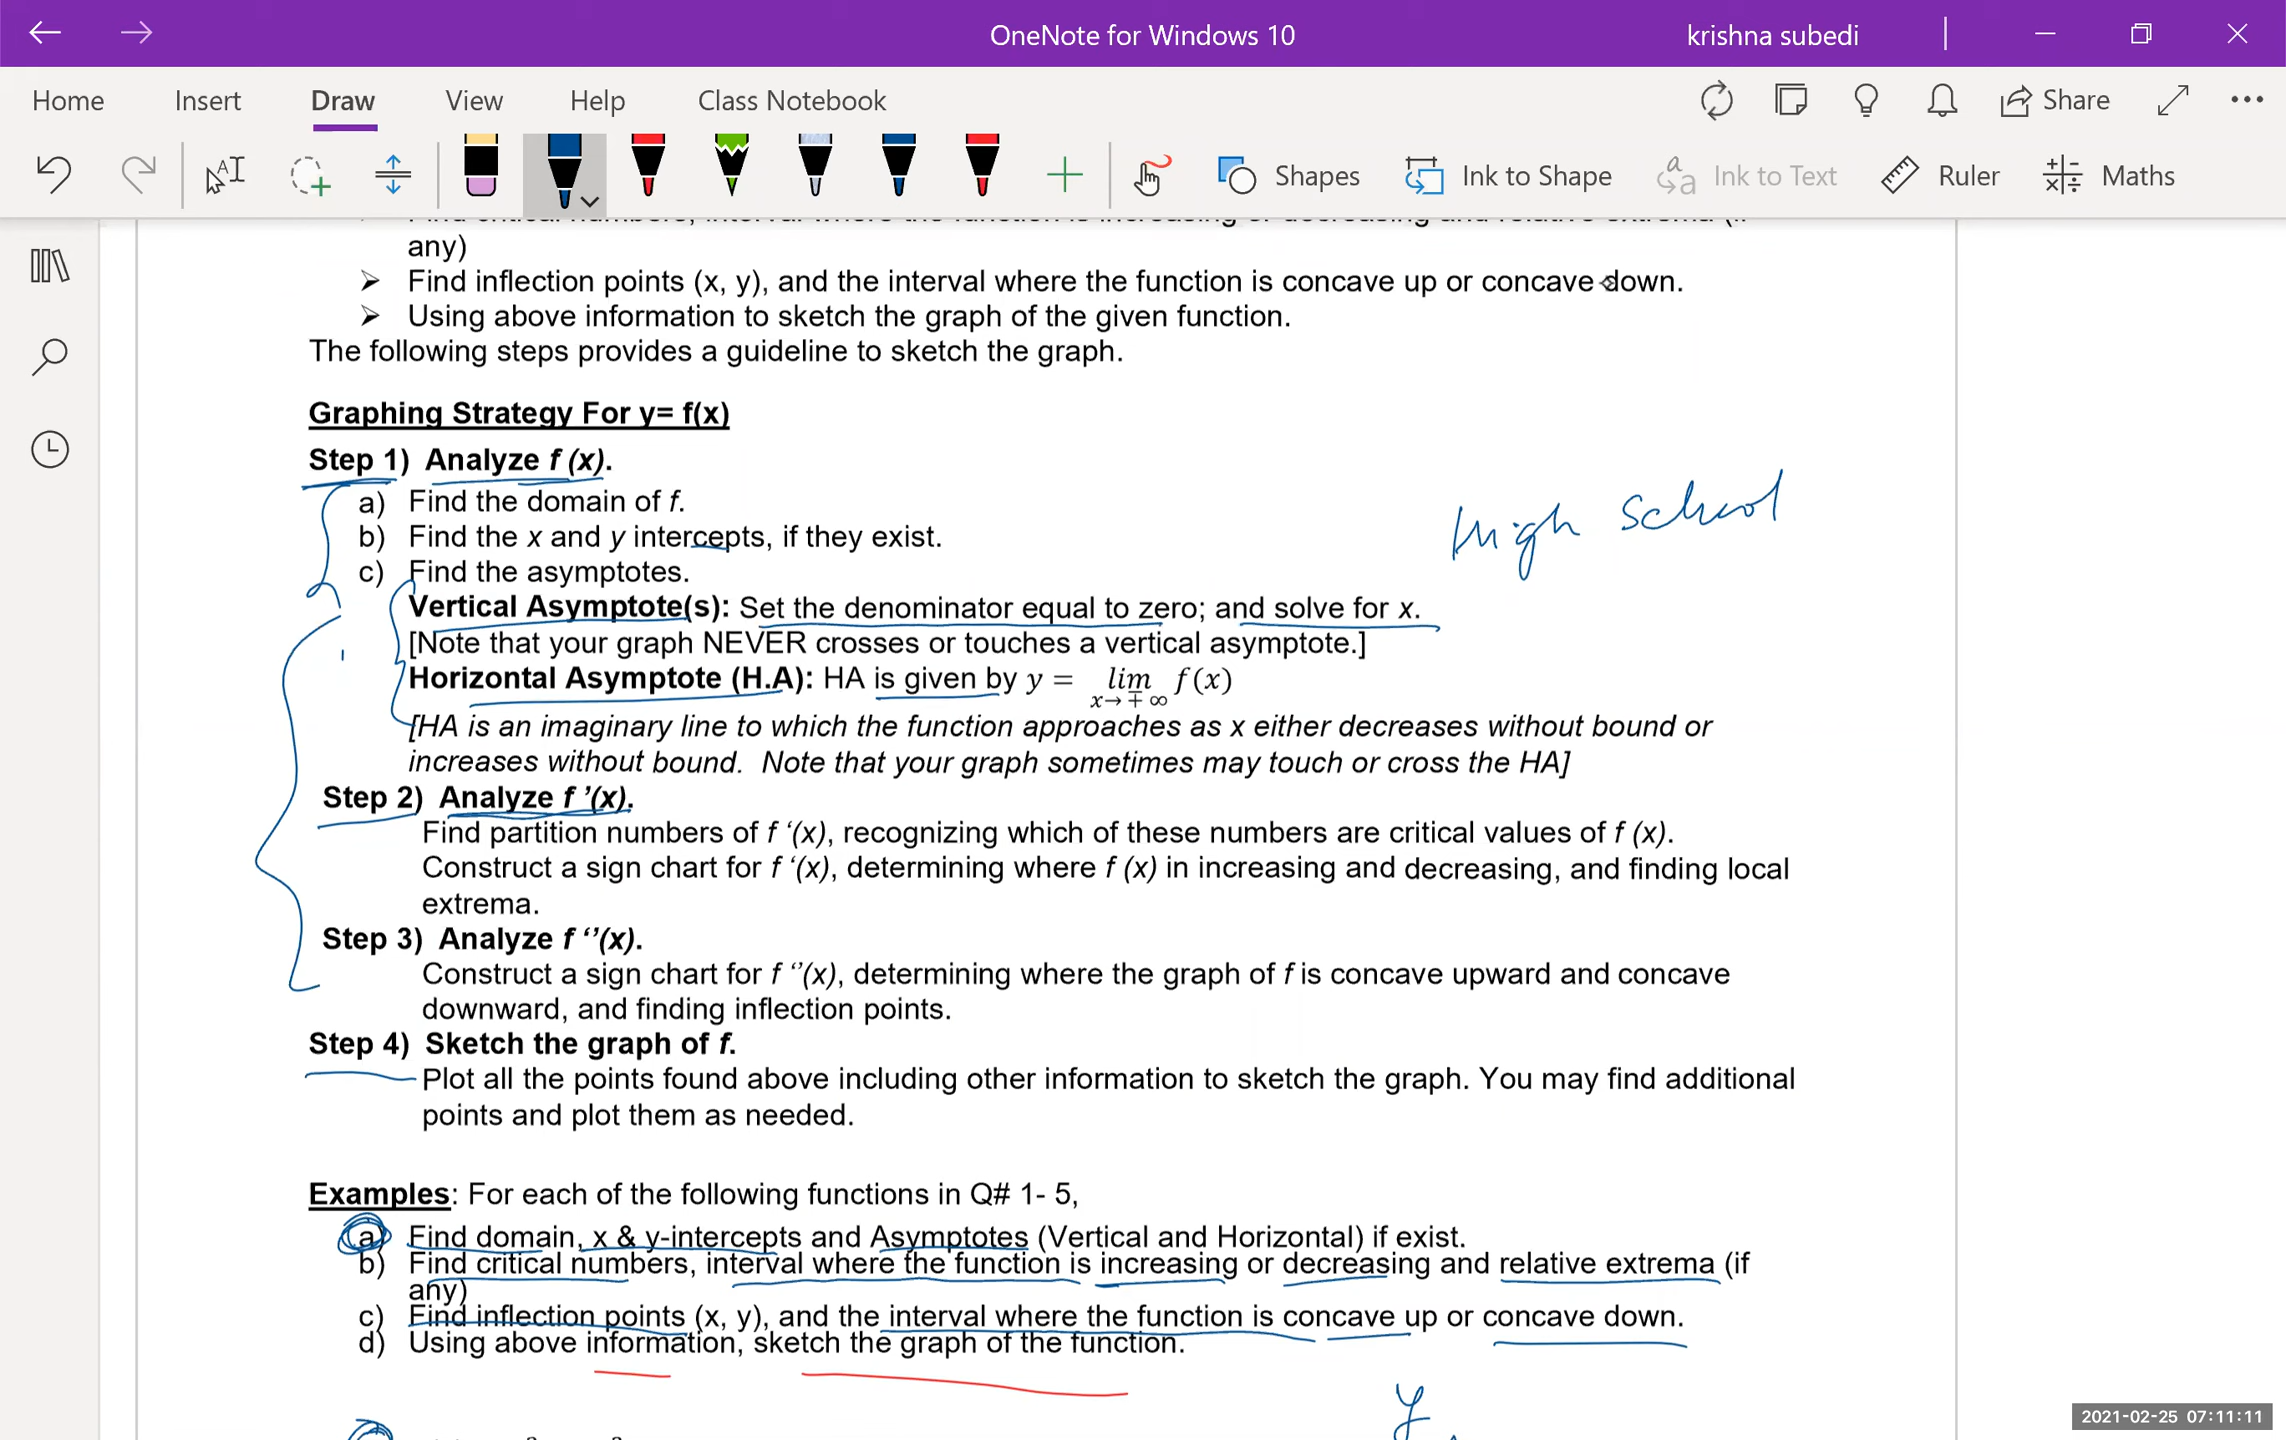 OneNote for Windows 10
krishna subedi
Home Insert Draw View Help Class Notebook
Share
Shapes Ink to Shape Ink to Text Ruler Maths
Find critical numbers, interval where the function is increasing or decreasing and relative extrema (if
any)
➤ Find inflection points (x, y), and the interval where the function is concave up or concave down.
➤ Using above information to sketch the graph of the given function.
The following steps provides a guideline to sketch the graph.
Graphing Strategy For y= f(x)
Step 1) Analyze f (x).
a) Find the domain of f.
High School
b) Find the x and y intercepts, if they exist.
c) Find the asymptotes.
Vertical Asymptote(s): Set the denominator equal to zero; and solve for x.
[Note that your graph NEVER crosses or touches a vertical asymptote.]
Horizontal Asymptote (H.A): HA is given by y = lim f(x)
x→ ∓ ∞
[HA is an imaginary line to which the function approaches as x either decreases without bound or
increases without bound. Note that your graph sometimes may touch or cross the HA]
Step 2) Analyze f ’(x).
Find partition numbers of f ‘(x), recognizing which of these numbers are critical values of f (x).
Construct a sign chart for f ‘(x), determining where f (x) in increasing and decreasing, and finding local
extrema.
Step 3) Analyze f ‘’(x).
Construct a sign chart for f ‘’(x), determining where the graph of f is concave upward and concave
downward, and finding inflection points.
Step 4) Sketch the graph of f.
Plot all the points found above including other information to sketch the graph. You may find additional
points and plot them as needed.
Examples: For each of the following functions in Q# 1- 5,
a) Find domain, x & y-intercepts and Asymptotes (Vertical and Horizontal) if exist.
b) Find critical numbers, interval where the function is increasing or decreasing and relative extrema (if
any)
c) Find inflection points (x, y), and the interval where the function is concave up or concave down.
d) Using above information, sketch the graph of the function.
y
2021-02-25 07:11:11